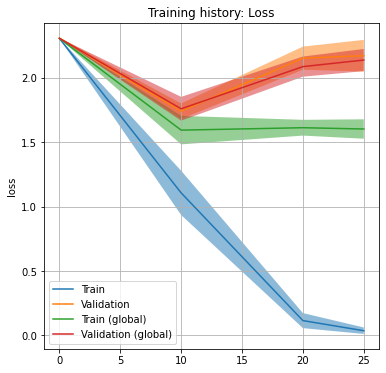 Training history: Loss
loss
2.0
1.5
1.0
0.5
0.0
0 5 10 15 20 25
Train
Validation
Train (global)
Validation (global)